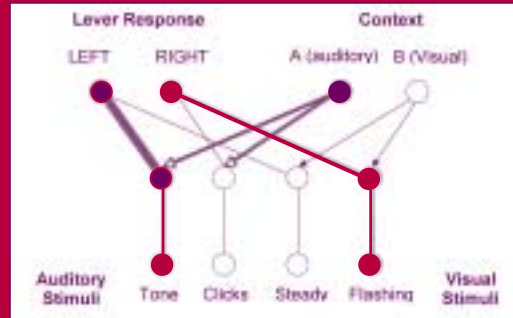 Lever Response Context
LEFT RIGHT A (auditory) B (Visual)
Auditory Stimuli
Tone Clicks Steady Flashing
Visual Stimuli